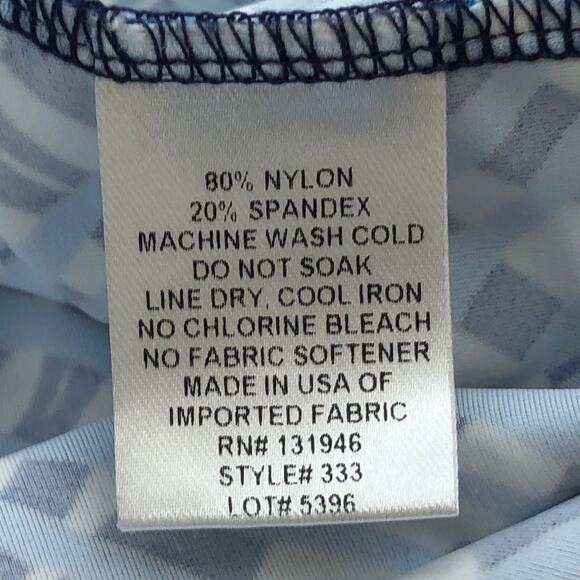 80% NYLON
20% SPANDEX
MACHINE WASH COLD
DO NOT SOAK
LINE DRY, COOL IRON
NO CHLORINE BLEACH
NO FABRIC SOFTENER
MADE IN USA OF
IMPORTED FABRIC
RN# 131946
STYLE# 333
LOT# 5396